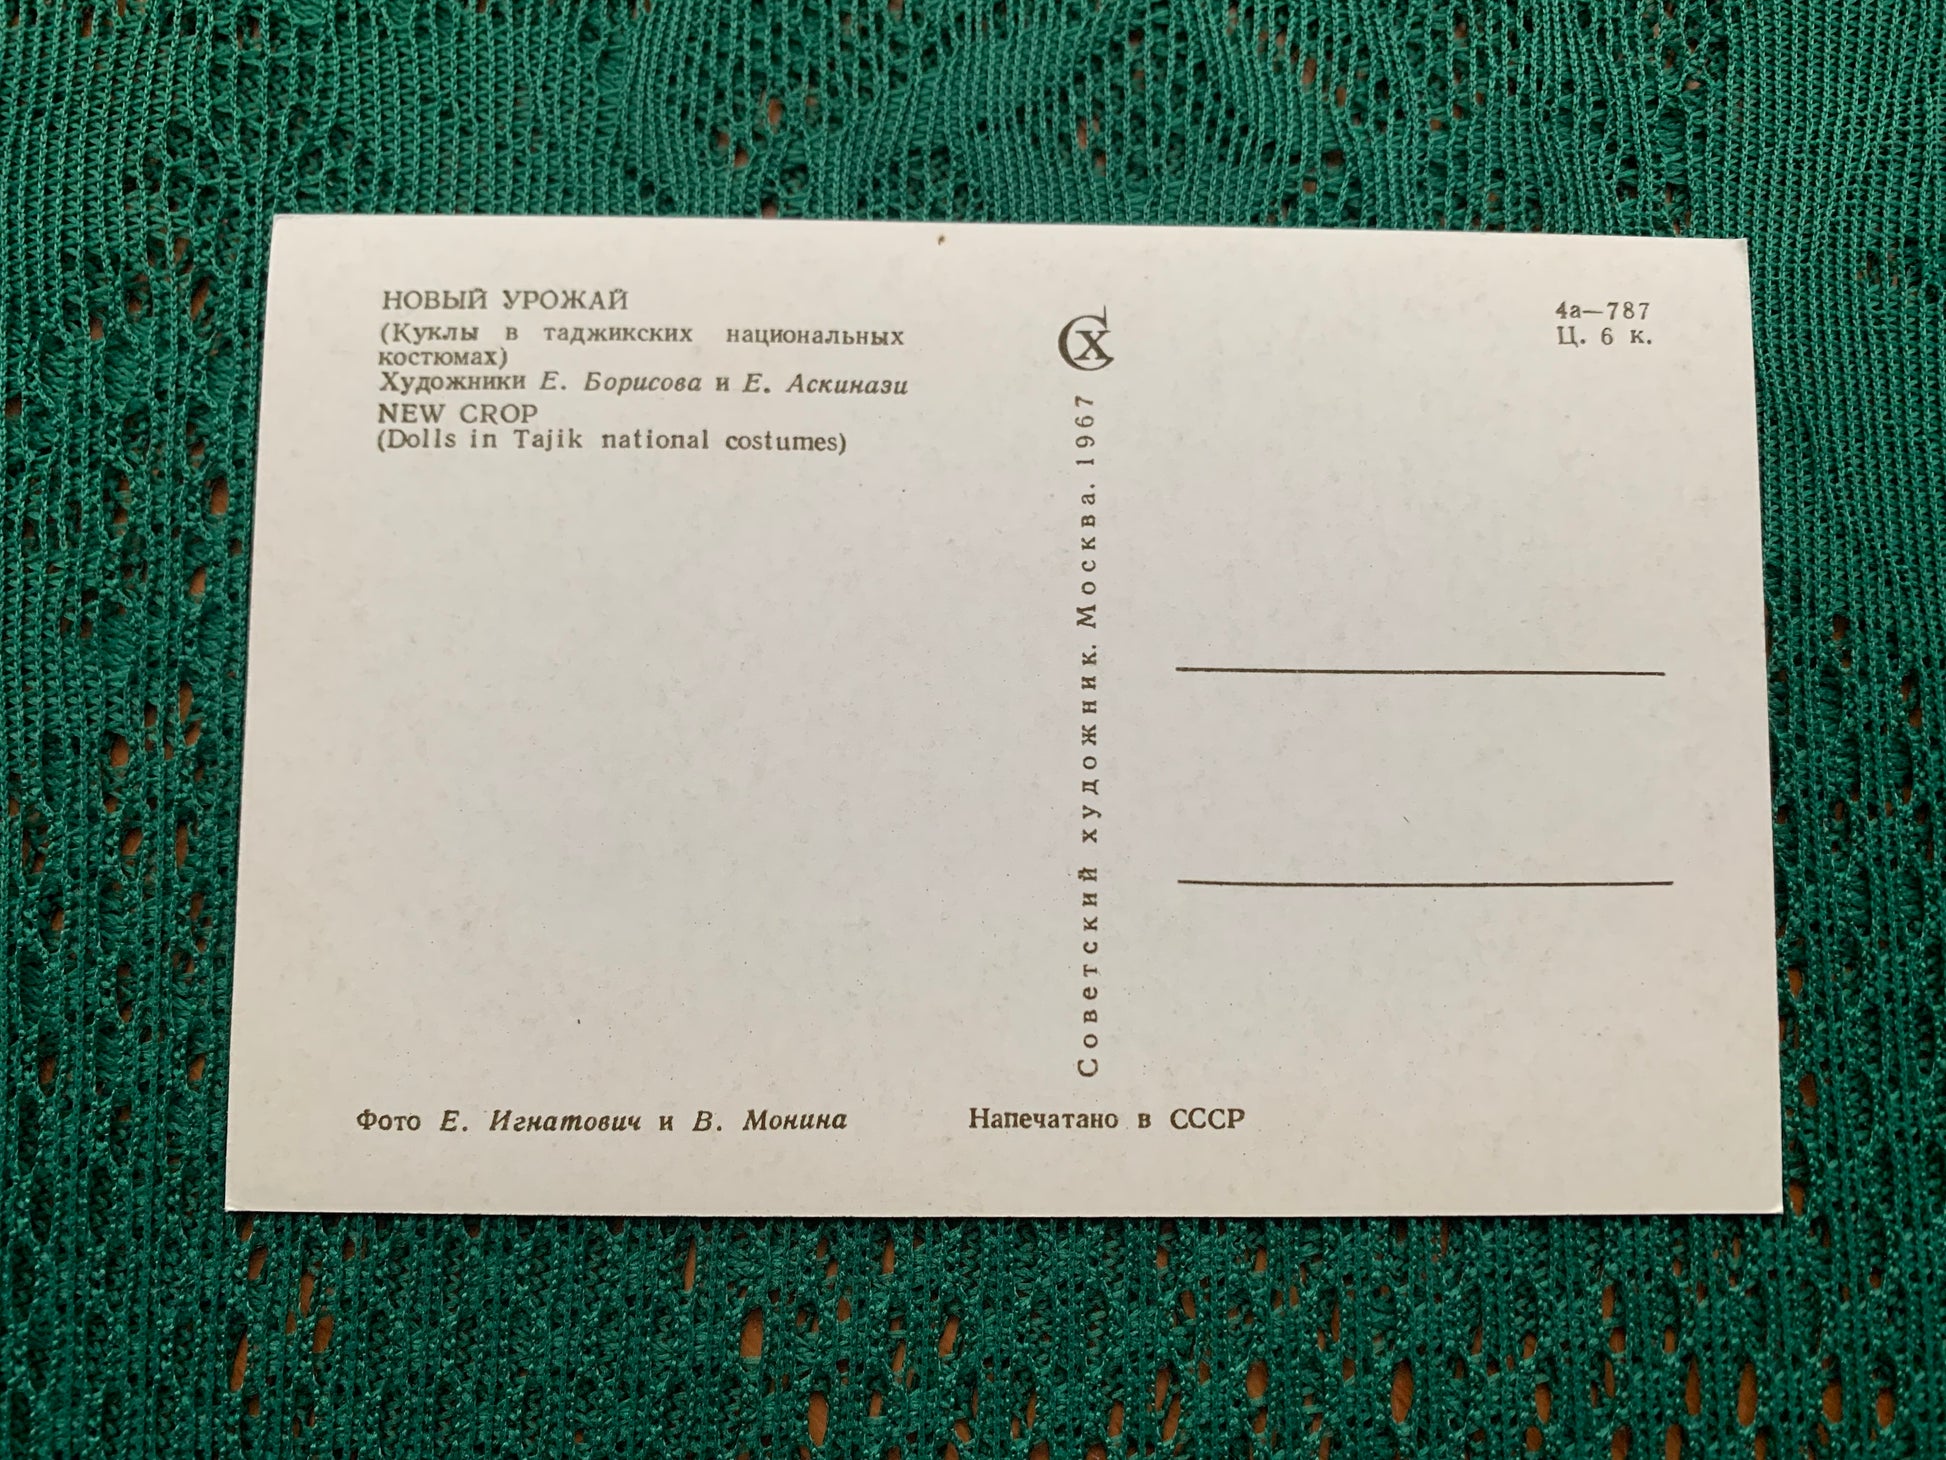 НОВЫЙ УРОЖАЙ
(Куклы в таджикских национальных
костюмах)
Художники Е. Борисова и Е. Аскинази
NEW CROP
(Dolls in Tajik national costumes)
Фото Е. Игнатович и В. Монина
СХ
Советский художник. Москва. 1967
Напечатано в СССР
4а—787
Ц. 6 к.